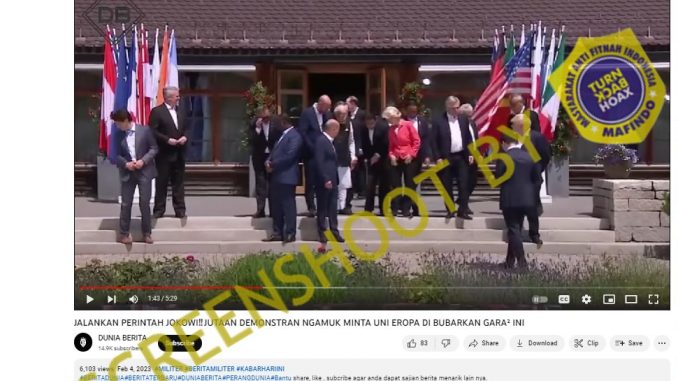 DB
MASYARAKAT ANTI FITNAH INDONESIA
TURN
BACK
HOAX
MAFINDO
SCREENSHOOT BY
1:43 / 5:29
CC
JALANKAN PERINTAH JOKOWI‼JUTAAN DEMONSTRAN NGAMUK MINTA UNI EROPA DI BUBARKAN GARA² INI
DUNIA BERITA
14.9K subscribers
Subscribe
83
Share
Download
Clip
Save
6,103 views Feb 4, 2023 #MILITER #BERITAMILITER #KABARHARIINI
#BERITADUNIA#BERITATERBARU#DUNIABERITA#PERANGDUNIA#Bantu share, like , subcribe agar anda dapat sajian berita menarik lain nya.